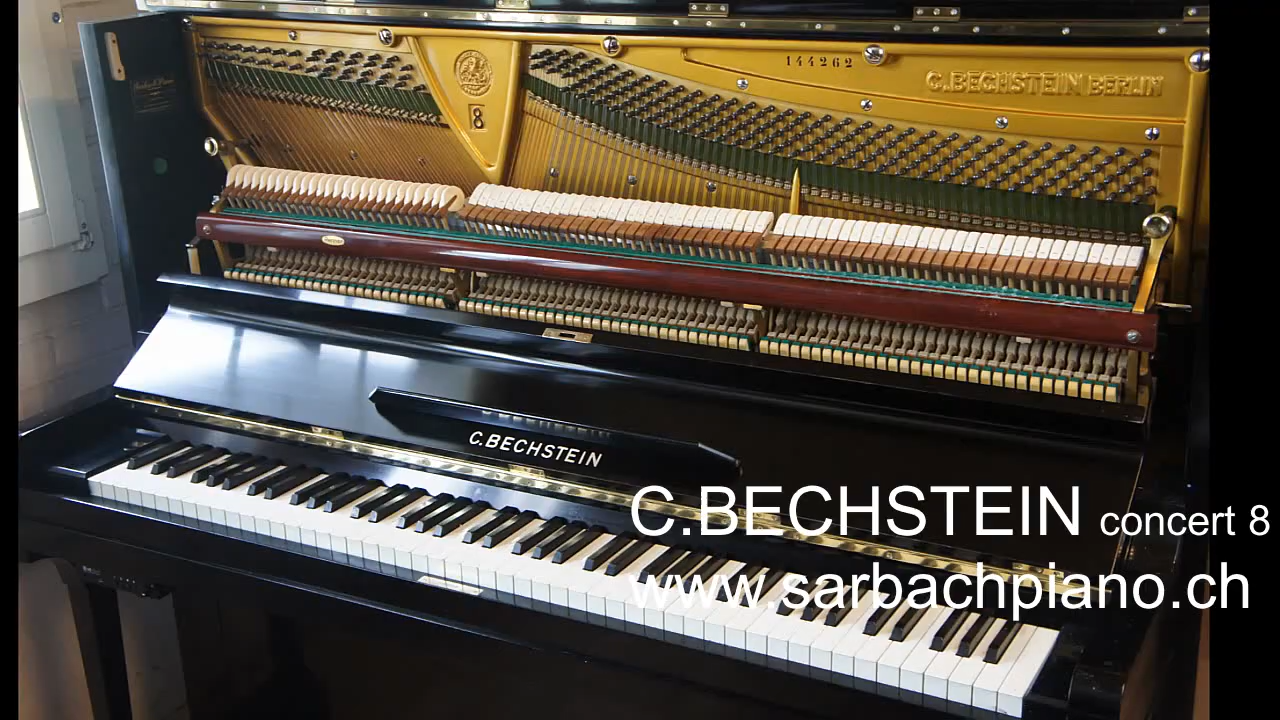 144262
C.BECHSTEIN BERLIN
8
C.BECHSTEIN
C.BECHSTEIN concert 8
www.sarbachpiano.ch